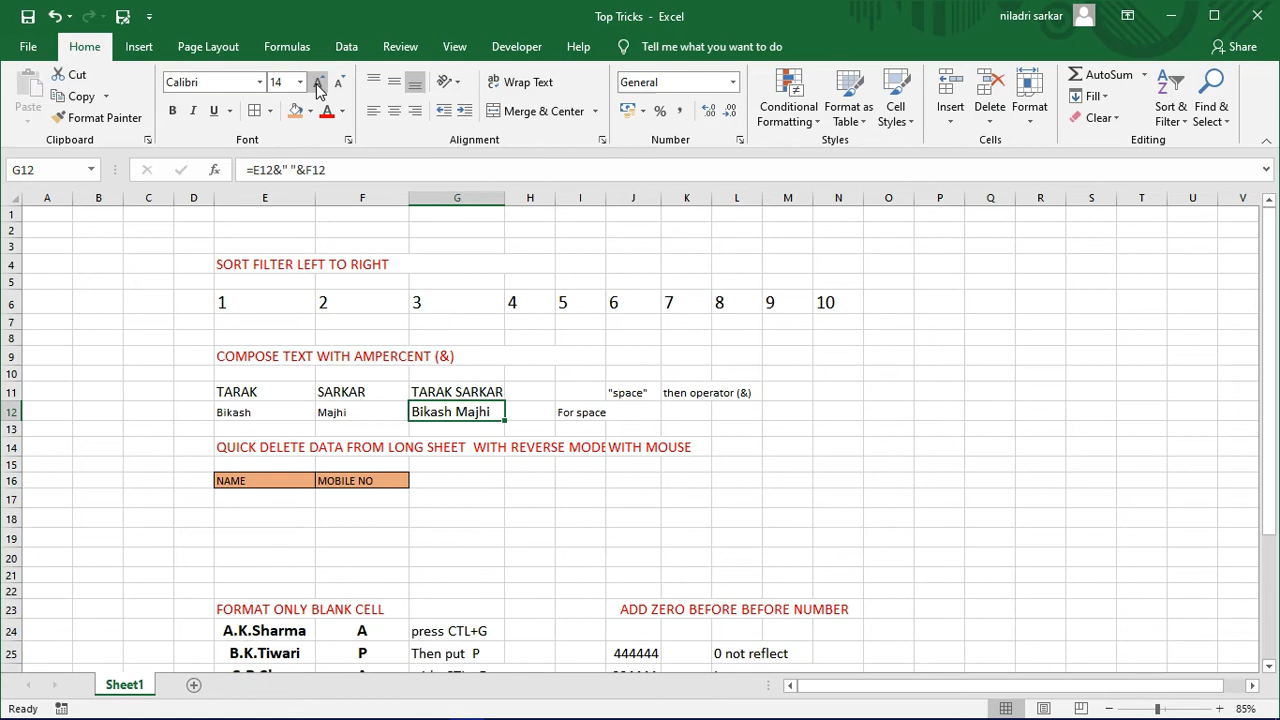 Top Tricks - Excel
niladri sarkar
File Home Insert Page Layout Formulas Data Review View Developer Help Tell me what you want to do Share
Paste
Cut
Copy
Format Painter
Clipboard
Calibri 14
B I U
Font
Wrap Text
Merge & Center
Alignment
General
Number
Conditional Formatting
Format as Table
Cell Styles
Styles
Insert
Delete
Format
Cells
AutoSum
Fill
Clear
Sort & Filter
Find & Select
Editing
G12
fx
=E12&" "&F12
A B C D E F G H I J K L M N O P Q R S T U V
1
2
3
4 SORT FILTER LEFT TO RIGHT
5
6 1 2 3 4 5 6 7 8 9 10
7
8
9 COMPOSE TEXT WITH AMPERCENT (&)
10
11 TARAK SARKAR TARAK SARKAR "space" then operator (&)
12 Bikash Majhi Bikash Majhi For space
13
14 QUICK DELETE DATA FROM LONG SHEET WITH REVERSE MODE WITH MOUSE
15
16 NAME MOBILE NO
17
18
19
20
21
22
23 FORMAT ONLY BLANK CELL ADD ZERO BEFORE BEFORE NUMBER
24 A.K.Sharma A press CTL+G
25 B.K.Tiwari P Then put P 444444 0 not reflect
Sheet1
Ready
85%